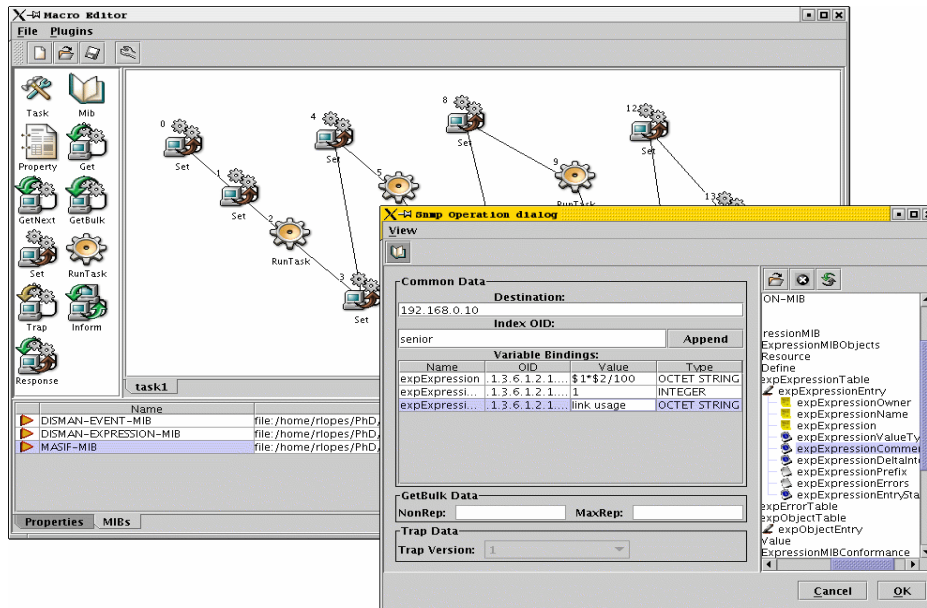 Macro Editor
File Plugins
Task Mib
Property Get
GetNext GetBulk
Set RunTask
Trap Inform
Response
0
Set
1
Set
2
RunTask
3
Set
4
Set
5
8
Set
9
RunTask
12
Set
13
task1
Name
DISMAN-EVENT-MIB file:/home/rlopes/PhD,
DISMAN-EXPRESSION-MIB file:/home/rlopes/PhD,
MASIF-MIB file:/home/rlopes/PhD,
Properties MIBs
Snmp Operation dialog
View
Common Data
Destination:
192.168.0.10
Index OID:
senior Append
Variable Bindings:
Name OID Value Type
expExpression .1.3.6.1.2.1.... $1*$2/100 OCTET STRING
expExpressi... .1.3.6.1.2.1.... 1 INTEGER
expExpressi... .1.3.6.1.2.1.... link usage OCTET STRING
GetBulk Data
NonRep: MaxRep:
Trap Data
Trap Version: 1
ON-MIB
ressionMIB
ExpressionMIBObjects
Resource
Define
expExpressionTable
expExpressionEntry
expExpressionOwner
expExpressionName
expExpression
expExpressionValueTy
expExpressionCommer
expExpressionDeltaInte
expExpressionPrefix
expExpressionErrors
expExpressionEntrySta
expErrorTable
expObjectTable
expObjectEntry
Value
ExpressionMIBConformance
Cancel OK